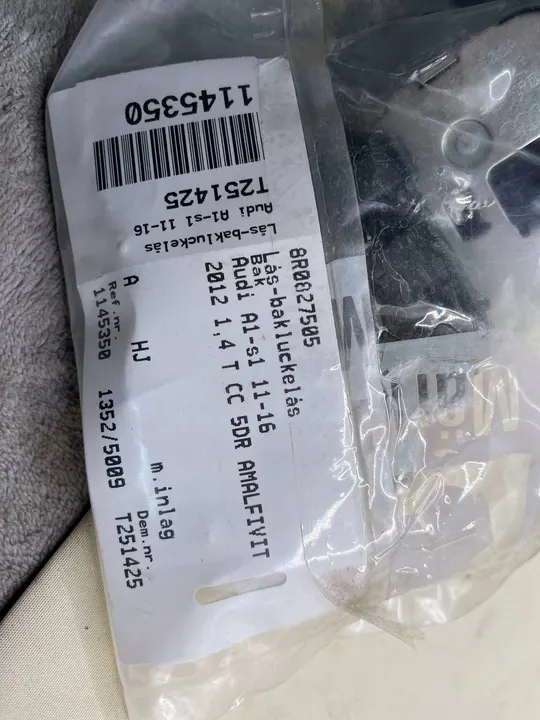 1145350
T251425
Audi A1-s1 11-16
Lås-bakluckelås
8R0827505
Lås-bakluckelås
Bak
Audi A1-s1 11-16
2012 1,4 T CC 5DR AMALFIVIT
A HJ m.inlag
Ref.nr. Dem.nr.
1145350 1352/5009 T251425